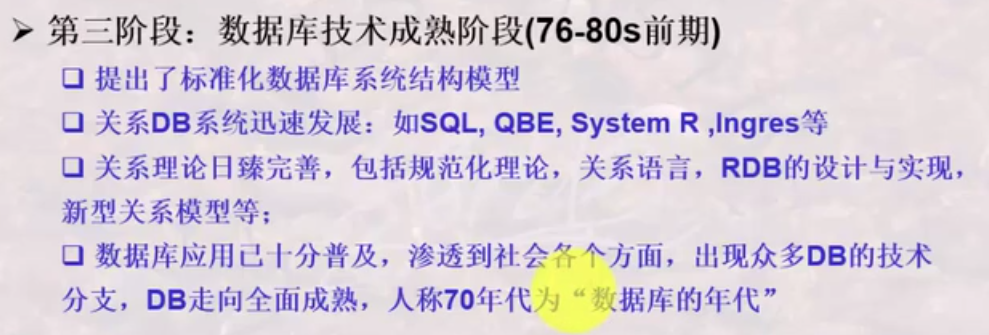 ➢ 第三阶段：数据库技术成熟阶段(76-80s前期)
❑ 提出了标准化数据库系统结构模型
❑ 关系DB系统迅速发展：如SQL, QBE, System R ,Ingres等
❑ 关系理论日臻完善，包括规范化理论，关系语言，RDB的设计与实现，
新型关系模型等；
❑ 数据库应用已十分普及，渗透到社会各个方面，出现众多DB的技术
分支，DB走向全面成熟，人称70年代为“数据库的年代”